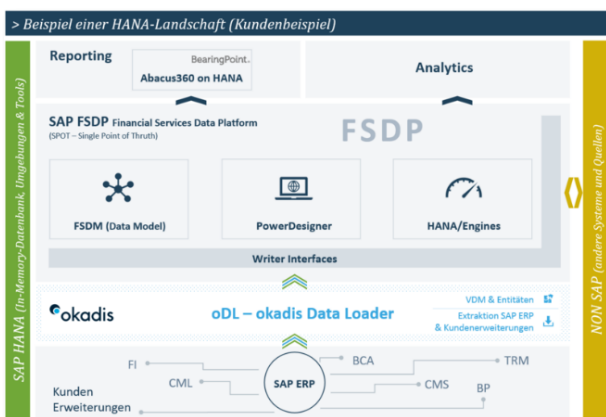 > Beispiel einer HANA-Landschaft (Kundenbeispiel)
SAP HANA (In-Memory-Datenbank, Umgebungen & Tools)
Reporting
BearingPoint.
Abacus360 on HANA
Analytics
SAP FSDP Financial Services Data Platform
(SPOT – Single Point of Thruth)
FSDP
FSDM (Data Model)
PowerDesigner
HANA/Engines
Writer Interfaces
NON SAP (andere Systeme und Quellen)
okadis
oDL – okadis Data Loader
VDM & Entitäten
Extraktion SAP ERP
& Kundenerweiterungen
FI
BCA
TRM
CML
SAP ERP
CMS
BP
Kunden
Erweiterungen